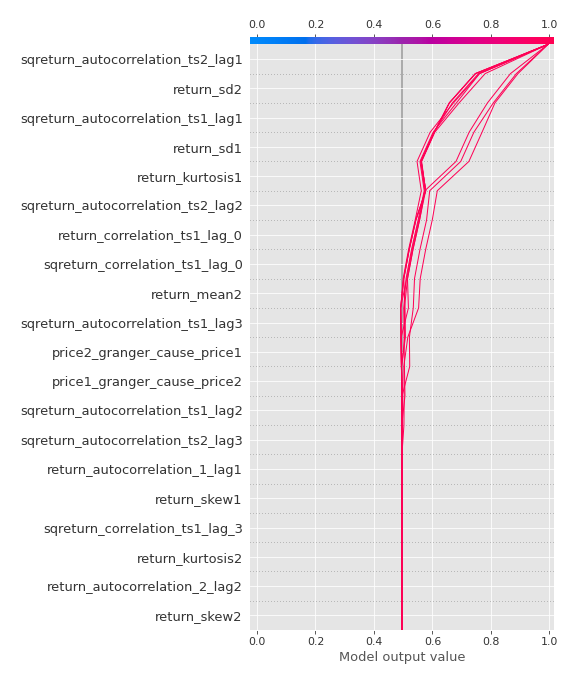 0.0 0.2 0.4 0.6 0.8 1.0
sqreturn_autocorrelation_ts2_lag1
return_sd2
sqreturn_autocorrelation_ts1_lag1
return_sd1
return_kurtosis1
sqreturn_autocorrelation_ts2_lag2
return_correlation_ts1_lag_0
sqreturn_correlation_ts1_lag_0
return_mean2
sqreturn_autocorrelation_ts1_lag3
price2_granger_cause_price1
price1_granger_cause_price2
sqreturn_autocorrelation_ts1_lag2
sqreturn_autocorrelation_ts2_lag3
return_autocorrelation_1_lag1
return_skew1
sqreturn_correlation_ts1_lag_3
return_kurtosis2
return_autocorrelation_2_lag2
return_skew2
0.0 0.2 0.4 0.6 0.8 1.0
Model output value